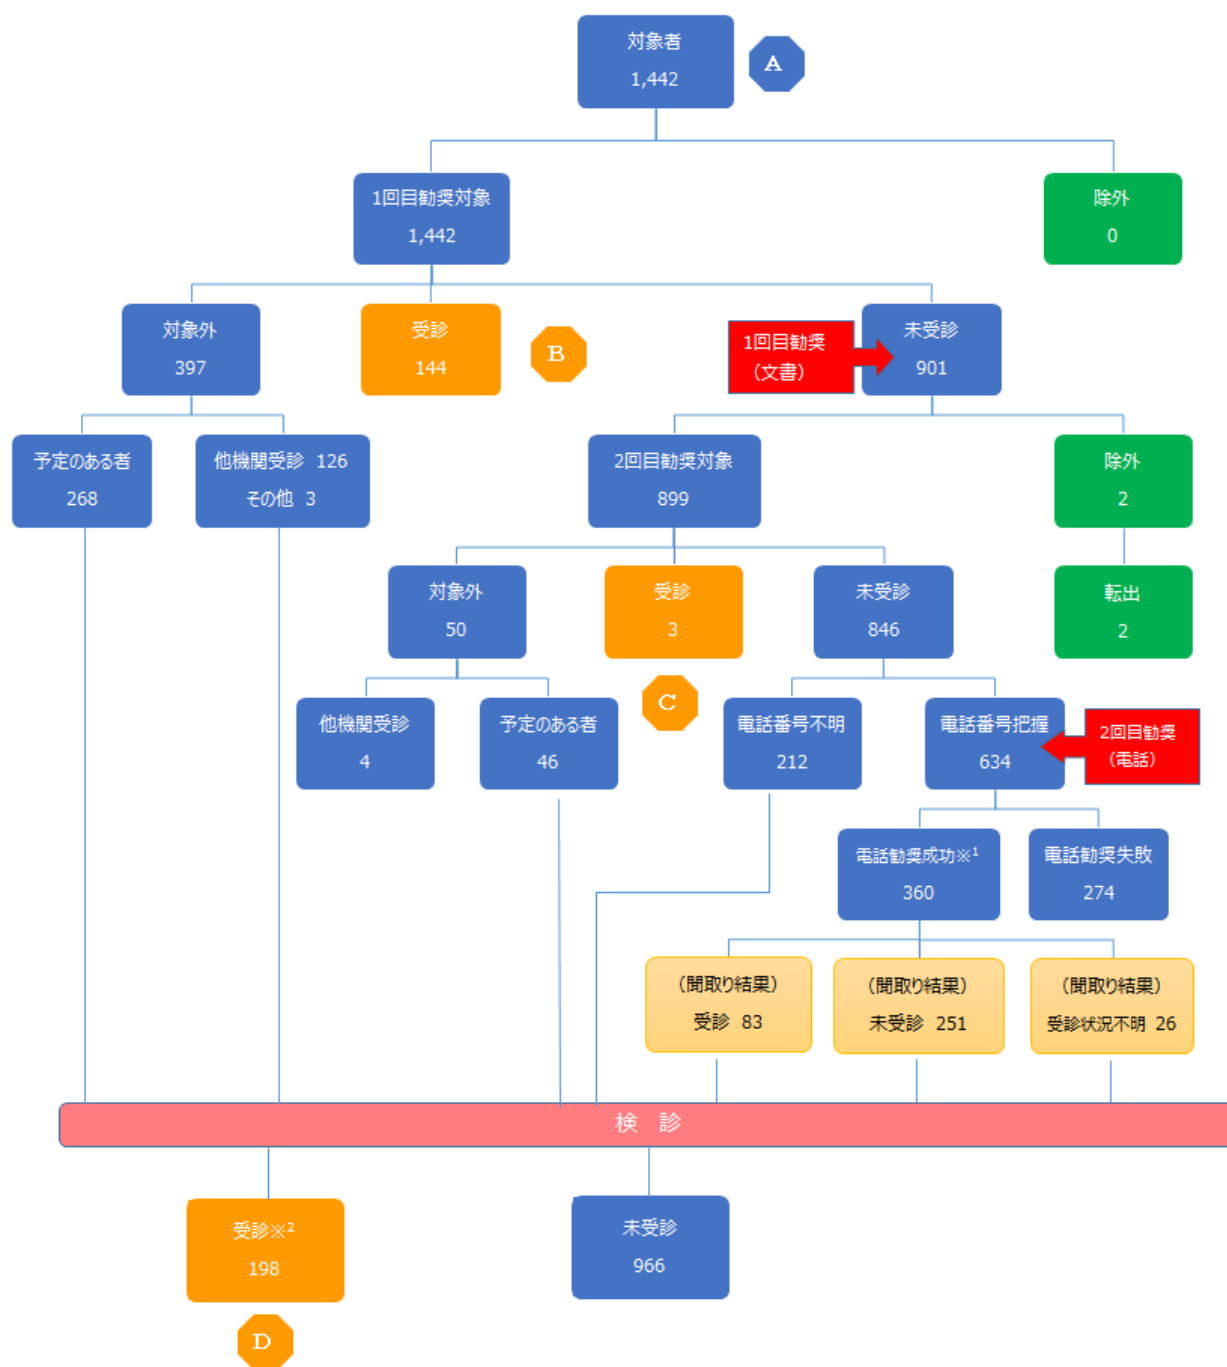 対象者
1,442
A
1回目勧奨対象
1,442
除外
0
対象外
397
受診
144
B
1回目勧奨
（文書）
未受診
901
予定のある者
268
他機関受診 126
その他 3
2回目勧奨対象
899
除外
2
対象外
50
受診
3
未受診
846
転出
2
C
他機関受診
4
予定のある者
46
電話番号不明
212
電話番号把握
634
2回目勧奨
（電話）
電話勧奨成功※1
360
電話勧奨失敗
274
（聞取り結果）
受診 83
（聞取り結果）
未受診 251
（聞取り結果）
受診状況不明 26
検 診
受診※2
198
未受診
966
D